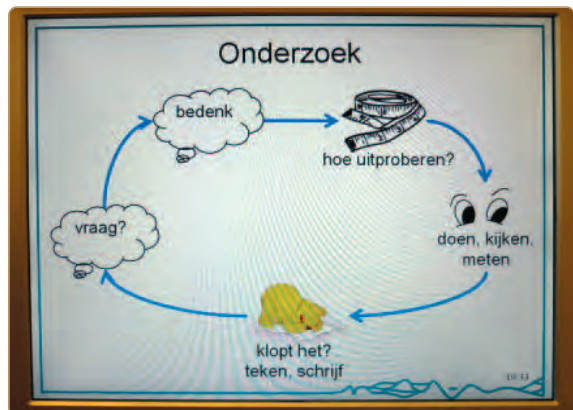 Onderzoek
bedenk
hoe uitproberen?
vraag?
doen, kijken,
meten
klopt het?
teken, schrijf